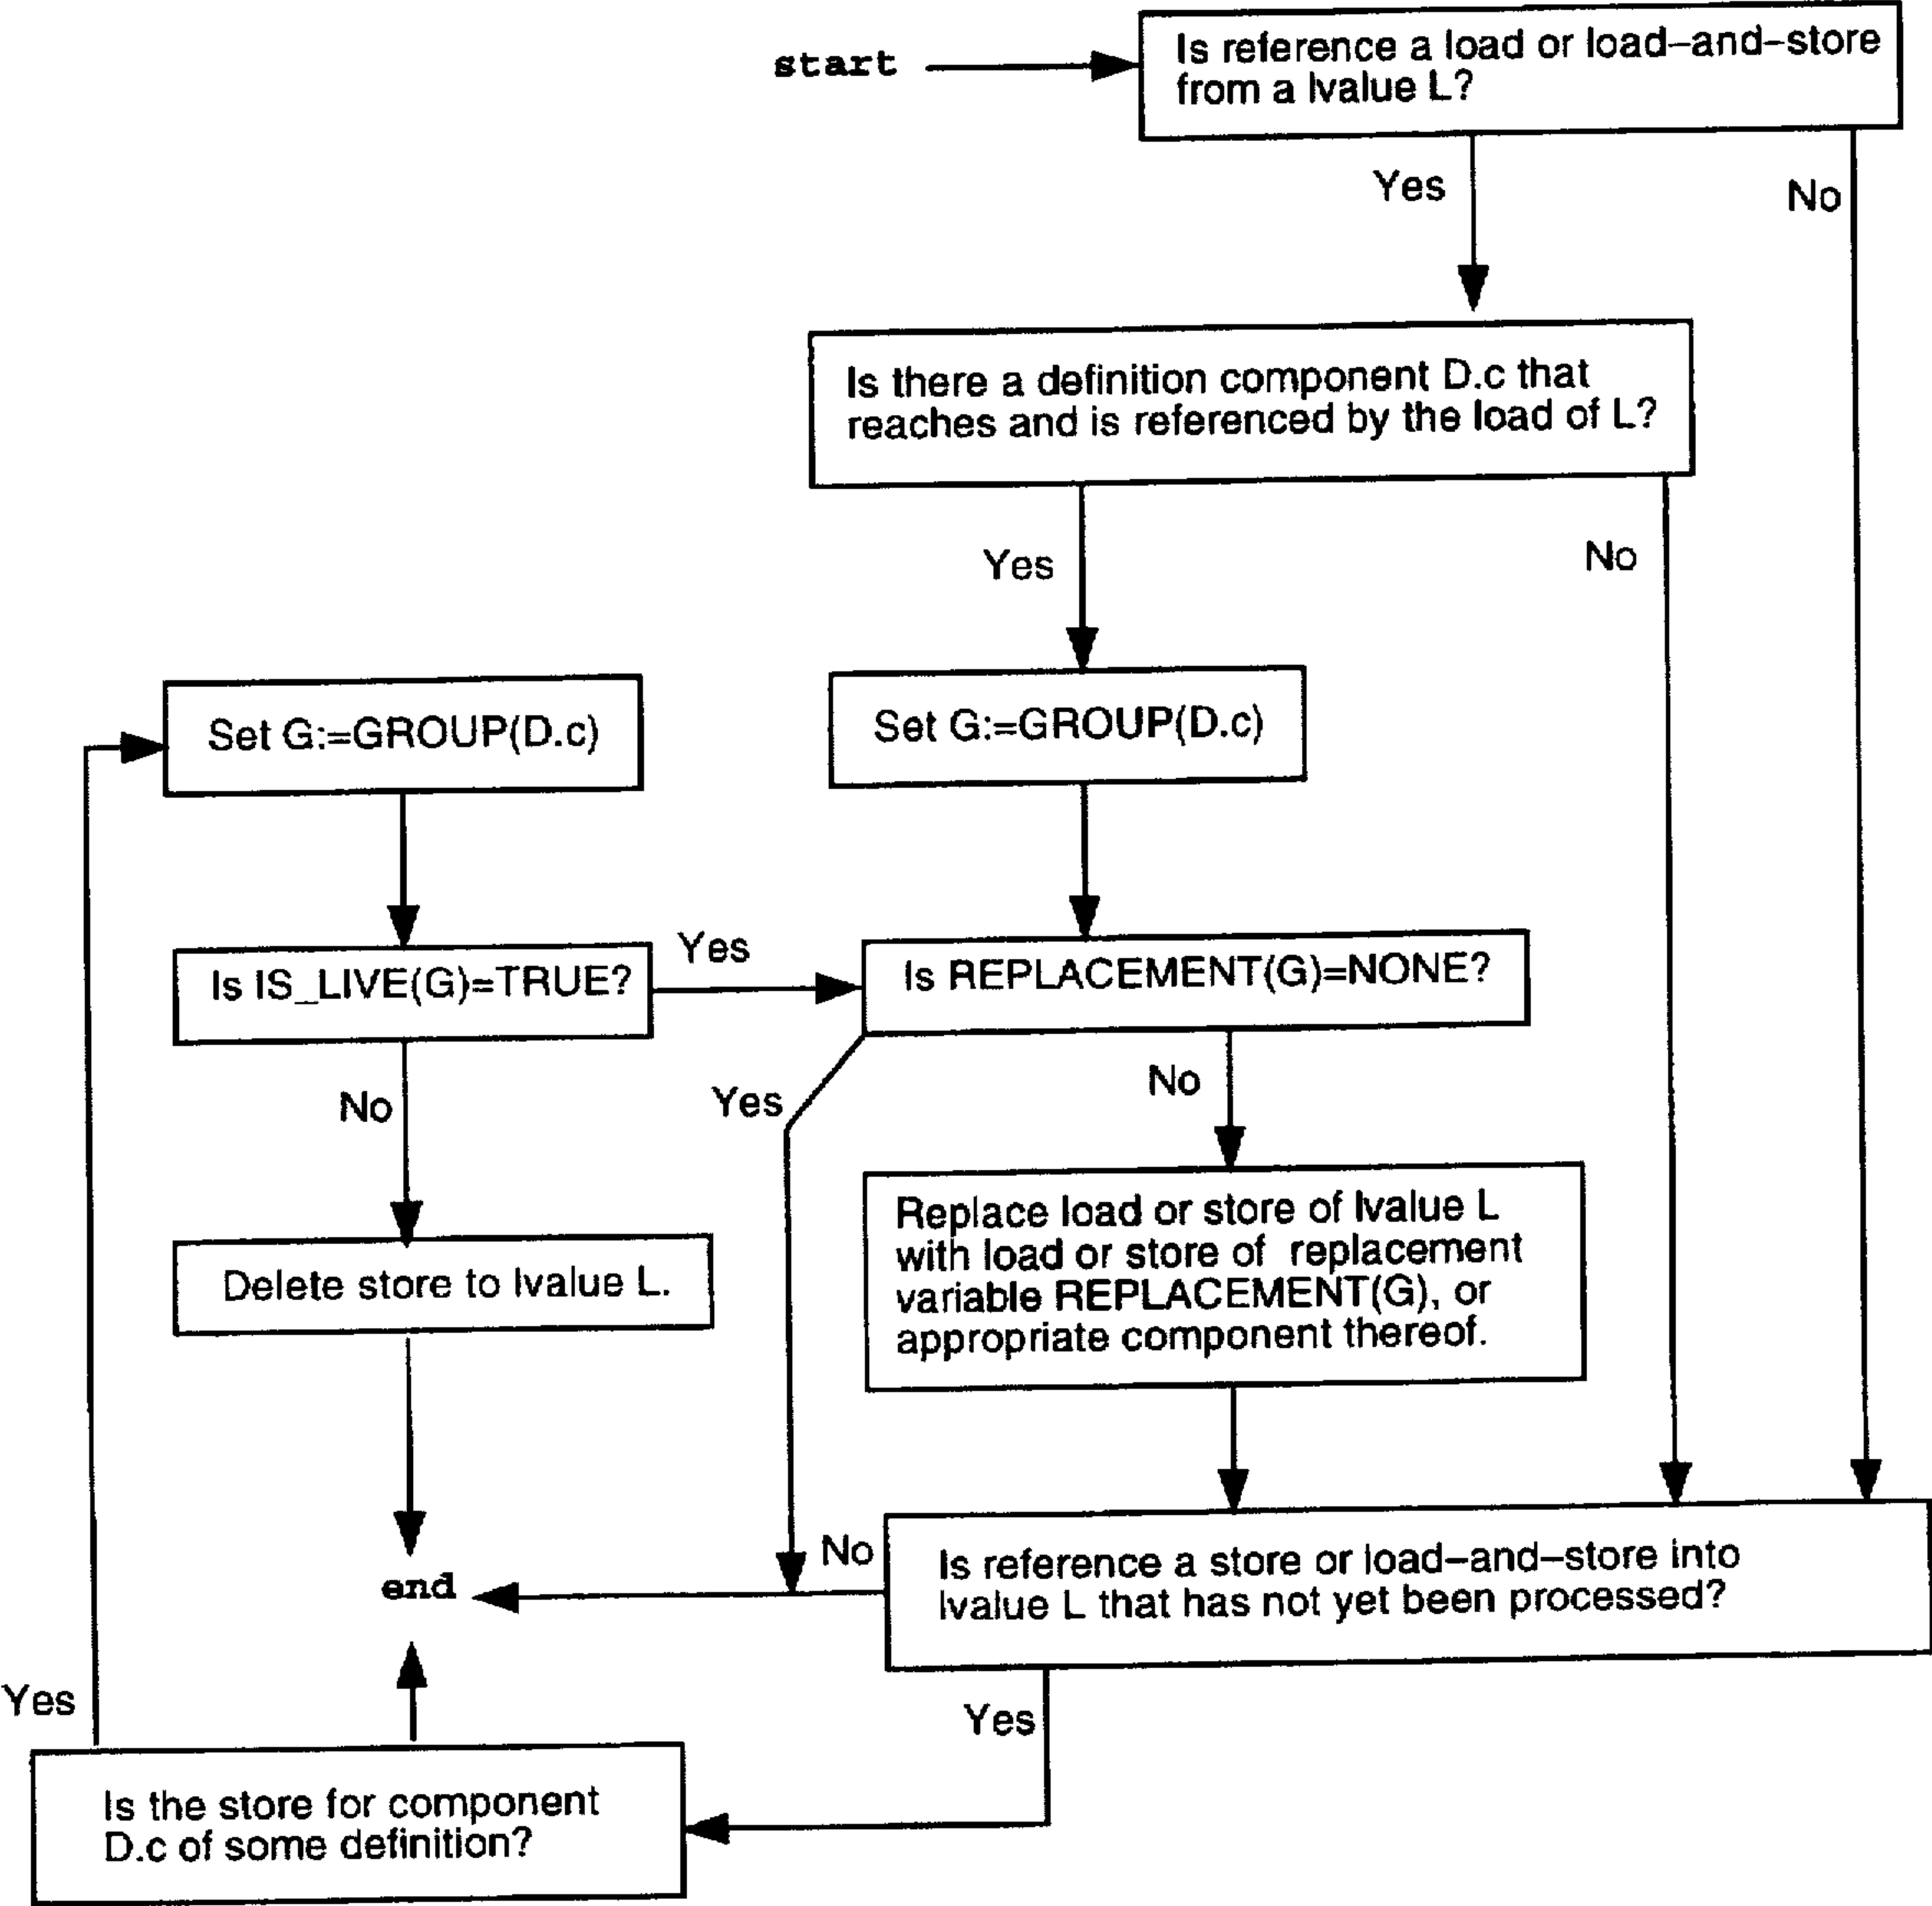 start
Is reference a load or load–and–store
from a lvalue L?
Yes
No
Is there a definition component D.c that
reaches and is referenced by the load of L?
Yes
No
Set G:=GROUP(D.c)
Set G:=GROUP(D.c)
Is IS_LIVE(G)=TRUE?
Yes
Is REPLACEMENT(G)=NONE?
No
Yes
No
Delete store to lvalue L.
Replace load or store of lvalue L
with load or store of replacement
variable REPLACEMENT(G), or
appropriate component thereof.
end
No
Is reference a store or load–and–store into
lvalue L that has not yet been processed?
Yes
Yes
Is the store for component
D.c of some definition?